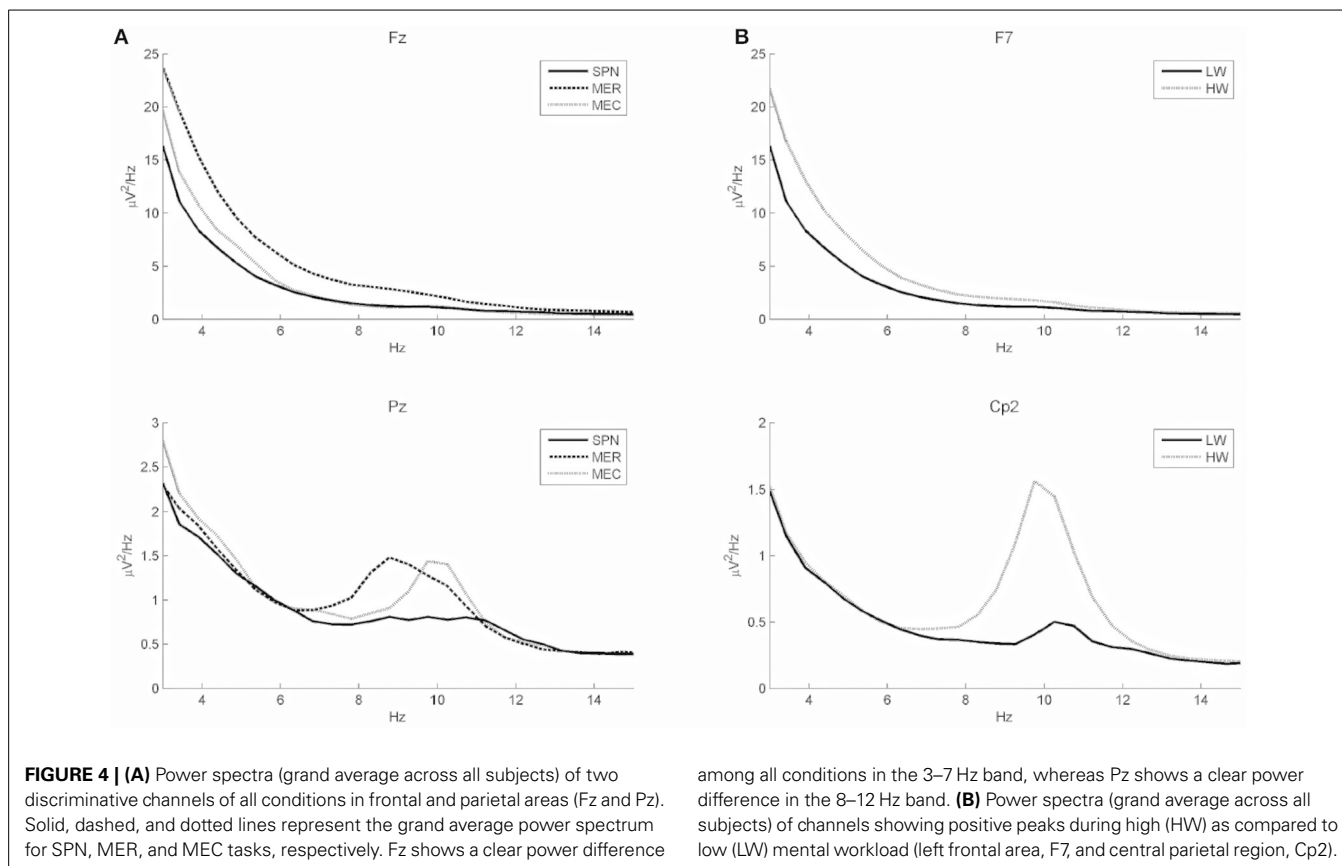 A
Fz
25
20
15
10
5
0
µV²/Hz
4
6
8
10
12
14
Hz
SPN
MER
MEC
B
F7
25
20
15
10
5
0
µV²/Hz
4
6
8
10
12
14
Hz
LW
HW
Pz
3
2.5
2
1.5
1
0.5
0
µV²/Hz
4
6
8
10
12
14
Hz
SPN
MER
MEC
Cp2
2
1.5
1
0.5
0
µV²/Hz
4
6
8
10
12
14
Hz
LW
HW
FIGURE 4 | (A) Power spectra (grand average across all subjects) of two
discriminative channels of all conditions in frontal and parietal areas (Fz and Pz).
Solid, dashed, and dotted lines represent the grand average power spectrum
for SPN, MER, and MEC tasks, respectively. Fz shows a clear power difference
among all conditions in the 3–7 Hz band, whereas Pz shows a clear power
difference in the 8–12 Hz band. (B) Power spectra (grand average across all
subjects) of channels showing positive peaks during high (HW) as compared to
low (LW) mental workload (left frontal area, F7, and central parietal region, Cp2).